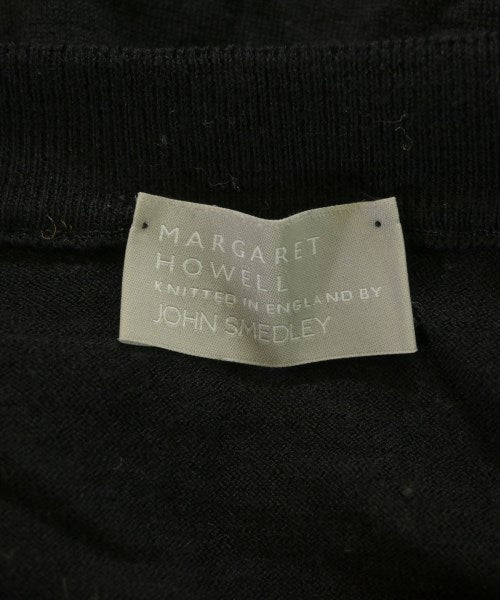 MARGARET
HOWELL
KNITTED IN ENGLAND BY
JOHN SMEDLEY